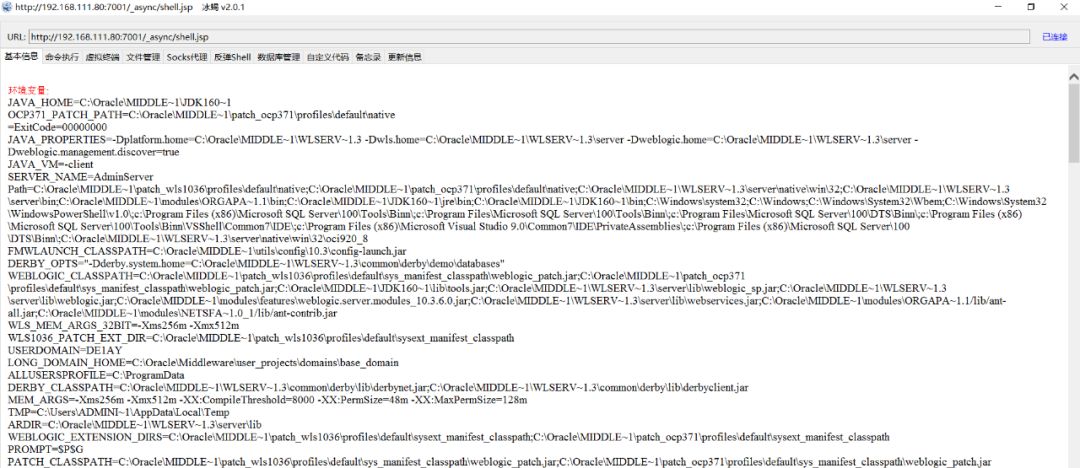 http://192.168.111.80:7001/_async/shell.jsp 冰蝎 v2.0.1
URL: http://192.168.111.80:7001/_async/shell.jsp 已连接
基本信息 命令执行 虚拟终端 文件管理 Socks代理 反弹Shell 数据库管理 自定义代码 备忘录 更新信息
环境变量:
JAVA_HOME=C:\Oracle\MIDDLE~1\JDK160~1
OCP371_PATCH_PATH=C:\Oracle\MIDDLE~1\patch_ocp371\profiles\default\native
=ExitCode=00000000
JAVA_PROPERTIES=-Dplatform.home=C:\Oracle\MIDDLE~1\WLSERV~1.3 -Dwls.home=C:\Oracle\MIDDLE~1\WLSERV~1.3\server -Dweblogic.home=C:\Oracle\MIDDLE~1\WLSERV~1.3\server -
Dweblogic.management.discover=true
JAVA_VM=-client
SERVER_NAME=AdminServer
Path=C:\Oracle\MIDDLE~1\patch_wls1036\profiles\default\native;C:\Oracle\MIDDLE~1\patch_ocp371\profiles\default\native;C:\Oracle\MIDDLE~1\WLSERV~1.3\server\native\win\32;C:\Oracle\MIDDLE~1\WLSERV~1.3
\server\bin;C:\Oracle\MIDDLE~1\modules\ORGAPA~1.1\bin;C:\Oracle\MIDDLE~1\JDK160~1\jre\bin;C:\Oracle\MIDDLE~1\JDK160~1\bin;C:\Windows\system32;C:\Windows;C:\Windows\System32\Wbem;C:\Windows\System32
\WindowsPowerShell\v1.0\;c:\Program Files (x86)\Microsoft SQL Server\100\Tools\Binn\;c:\Program Files\Microsoft SQL Server\100\Tools\Binn\;c:\Program Files\Microsoft SQL Server\100\DTS\Binn\;c:\Program Files (x86)
\Microsoft SQL Server\100\Tools\Binn\VSShell\Common7\IDE\;c:\Program Files (x86)\Microsoft Visual Studio 9.0\Common7\IDE\PrivateAssemblies\;c:\Program Files (x86)\Microsoft SQL Server\100
\DTS\Binn\;C:\Oracle\MIDDLE~1\WLSERV~1.3\server\native\win\32\oci920_8
FMWLAUNCH_CLASSPATH=C:\Oracle\MIDDLE~1\utils\config\10.3\config-launch.jar
DERBY_OPTS="-Dderby.system.home=C:\Oracle\MIDDLE~1\WLSERV~1.3\common\derby\demo\databases"
WEBLOGIC_CLASSPATH=C:\Oracle\MIDDLE~1\patch_wls1036\profiles\default\sys_manifest_classpath\weblogic_patch.jar;C:\Oracle\MIDDLE~1\patch_ocp371
\profiles\default\sys_manifest_classpath\weblogic_patch.jar;C:\Oracle\MIDDLE~1\JDK160~1\lib\tools.jar;C:\Oracle\MIDDLE~1\WLSERV~1.3\server\lib\weblogic_sp.jar;C:\Oracle\MIDDLE~1\WLSERV~1.3
\server\lib\weblogic.jar;C:\Oracle\MIDDLE~1\modules\features\weblogic.server.modules_10.3.6.0.jar;C:\Oracle\MIDDLE~1\WLSERV~1.3\server\lib\webservices.jar;C:\Oracle\MIDDLE~1\modules\ORGAPA~1.1/lib/ant-
all.jar;C:\Oracle\MIDDLE~1\modules\NETSFA~1.0_1/lib/ant-contrib.jar
WLS_MEM_ARGS_32BIT=-Xms256m -Xmx512m
WLS1036_PATCH_EXT_DIR=C:\Oracle\MIDDLE~1\patch_wls1036\profiles\default\sysext_manifest_classpath
USERDOMAIN=DE1AY
LONG_DOMAIN_HOME=C:\Oracle\Middleware\user_projects\domains\base_domain
ALLUSERSPROFILE=C:\ProgramData
DERBY_CLASSPATH=C:\Oracle\MIDDLE~1\WLSERV~1.3\common\derby\lib\derbynet.jar;C:\Oracle\MIDDLE~1\WLSERV~1.3\common\derby\lib\derbyclient.jar
MEM_ARGS=-Xms256m -Xmx512m -XX:CompileThreshold=8000 -XX:PermSize=48m -XX:MaxPermSize=128m
TMP=C:\Users\ADMINI~1\AppData\Local\Temp
ARDIR=C:\Oracle\MIDDLE~1\WLSERV~1.3\server\lib
WEBLOGIC_EXTENSION_DIRS=C:\Oracle\MIDDLE~1\patch_wls1036\profiles\default\sysext_manifest_classpath;C:\Oracle\MIDDLE~1\patch_ocp371\profiles\default\sysext_manifest_classpath
PROMPT=$P$G
PATCH_CLASSPATH=C:\Oracle\MIDDLE~1\patch_wls1036\profiles\default\sys_manifest_classpath\weblogic_patch.jar;C:\Oracle\MIDDLE~1\patch_ocp371\profiles\default\sys_manifest_classpath\weblogic_patch.jar